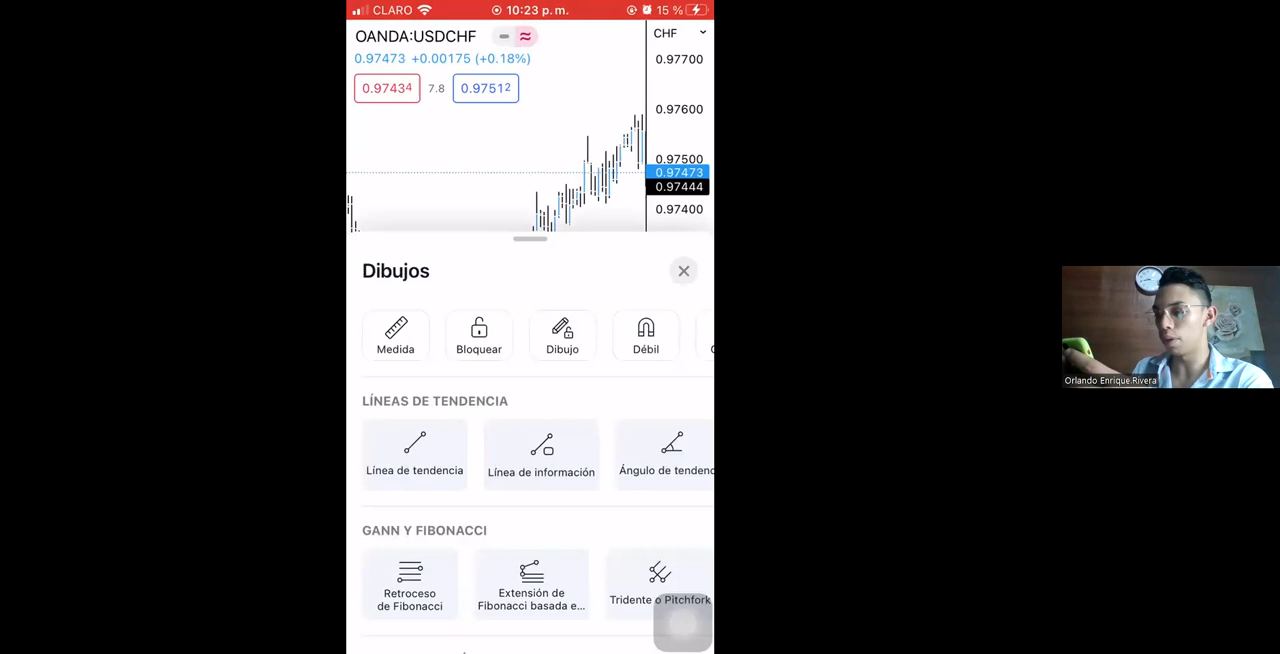 CLARO 10:23 p. m. 15 %
OANDA:USDCHF
CHF
0.97473 +0.00175 (+0.18%)
0.97434 7.8 0.97512
0.97700
0.97600
0.97500
0.97473
0.97444
0.97400
Dibujos
Medida Bloquear Dibujo Débil
LÍNEAS DE TENDENCIA
Línea de tendencia Línea de información Ángulo de tendenc
GANN Y FIBONACCI
Retroceso
de Fibonacci
Extensión de
Fibonacci basada e...
Tridente o Pitchfork
Orlando Enrique Rivera